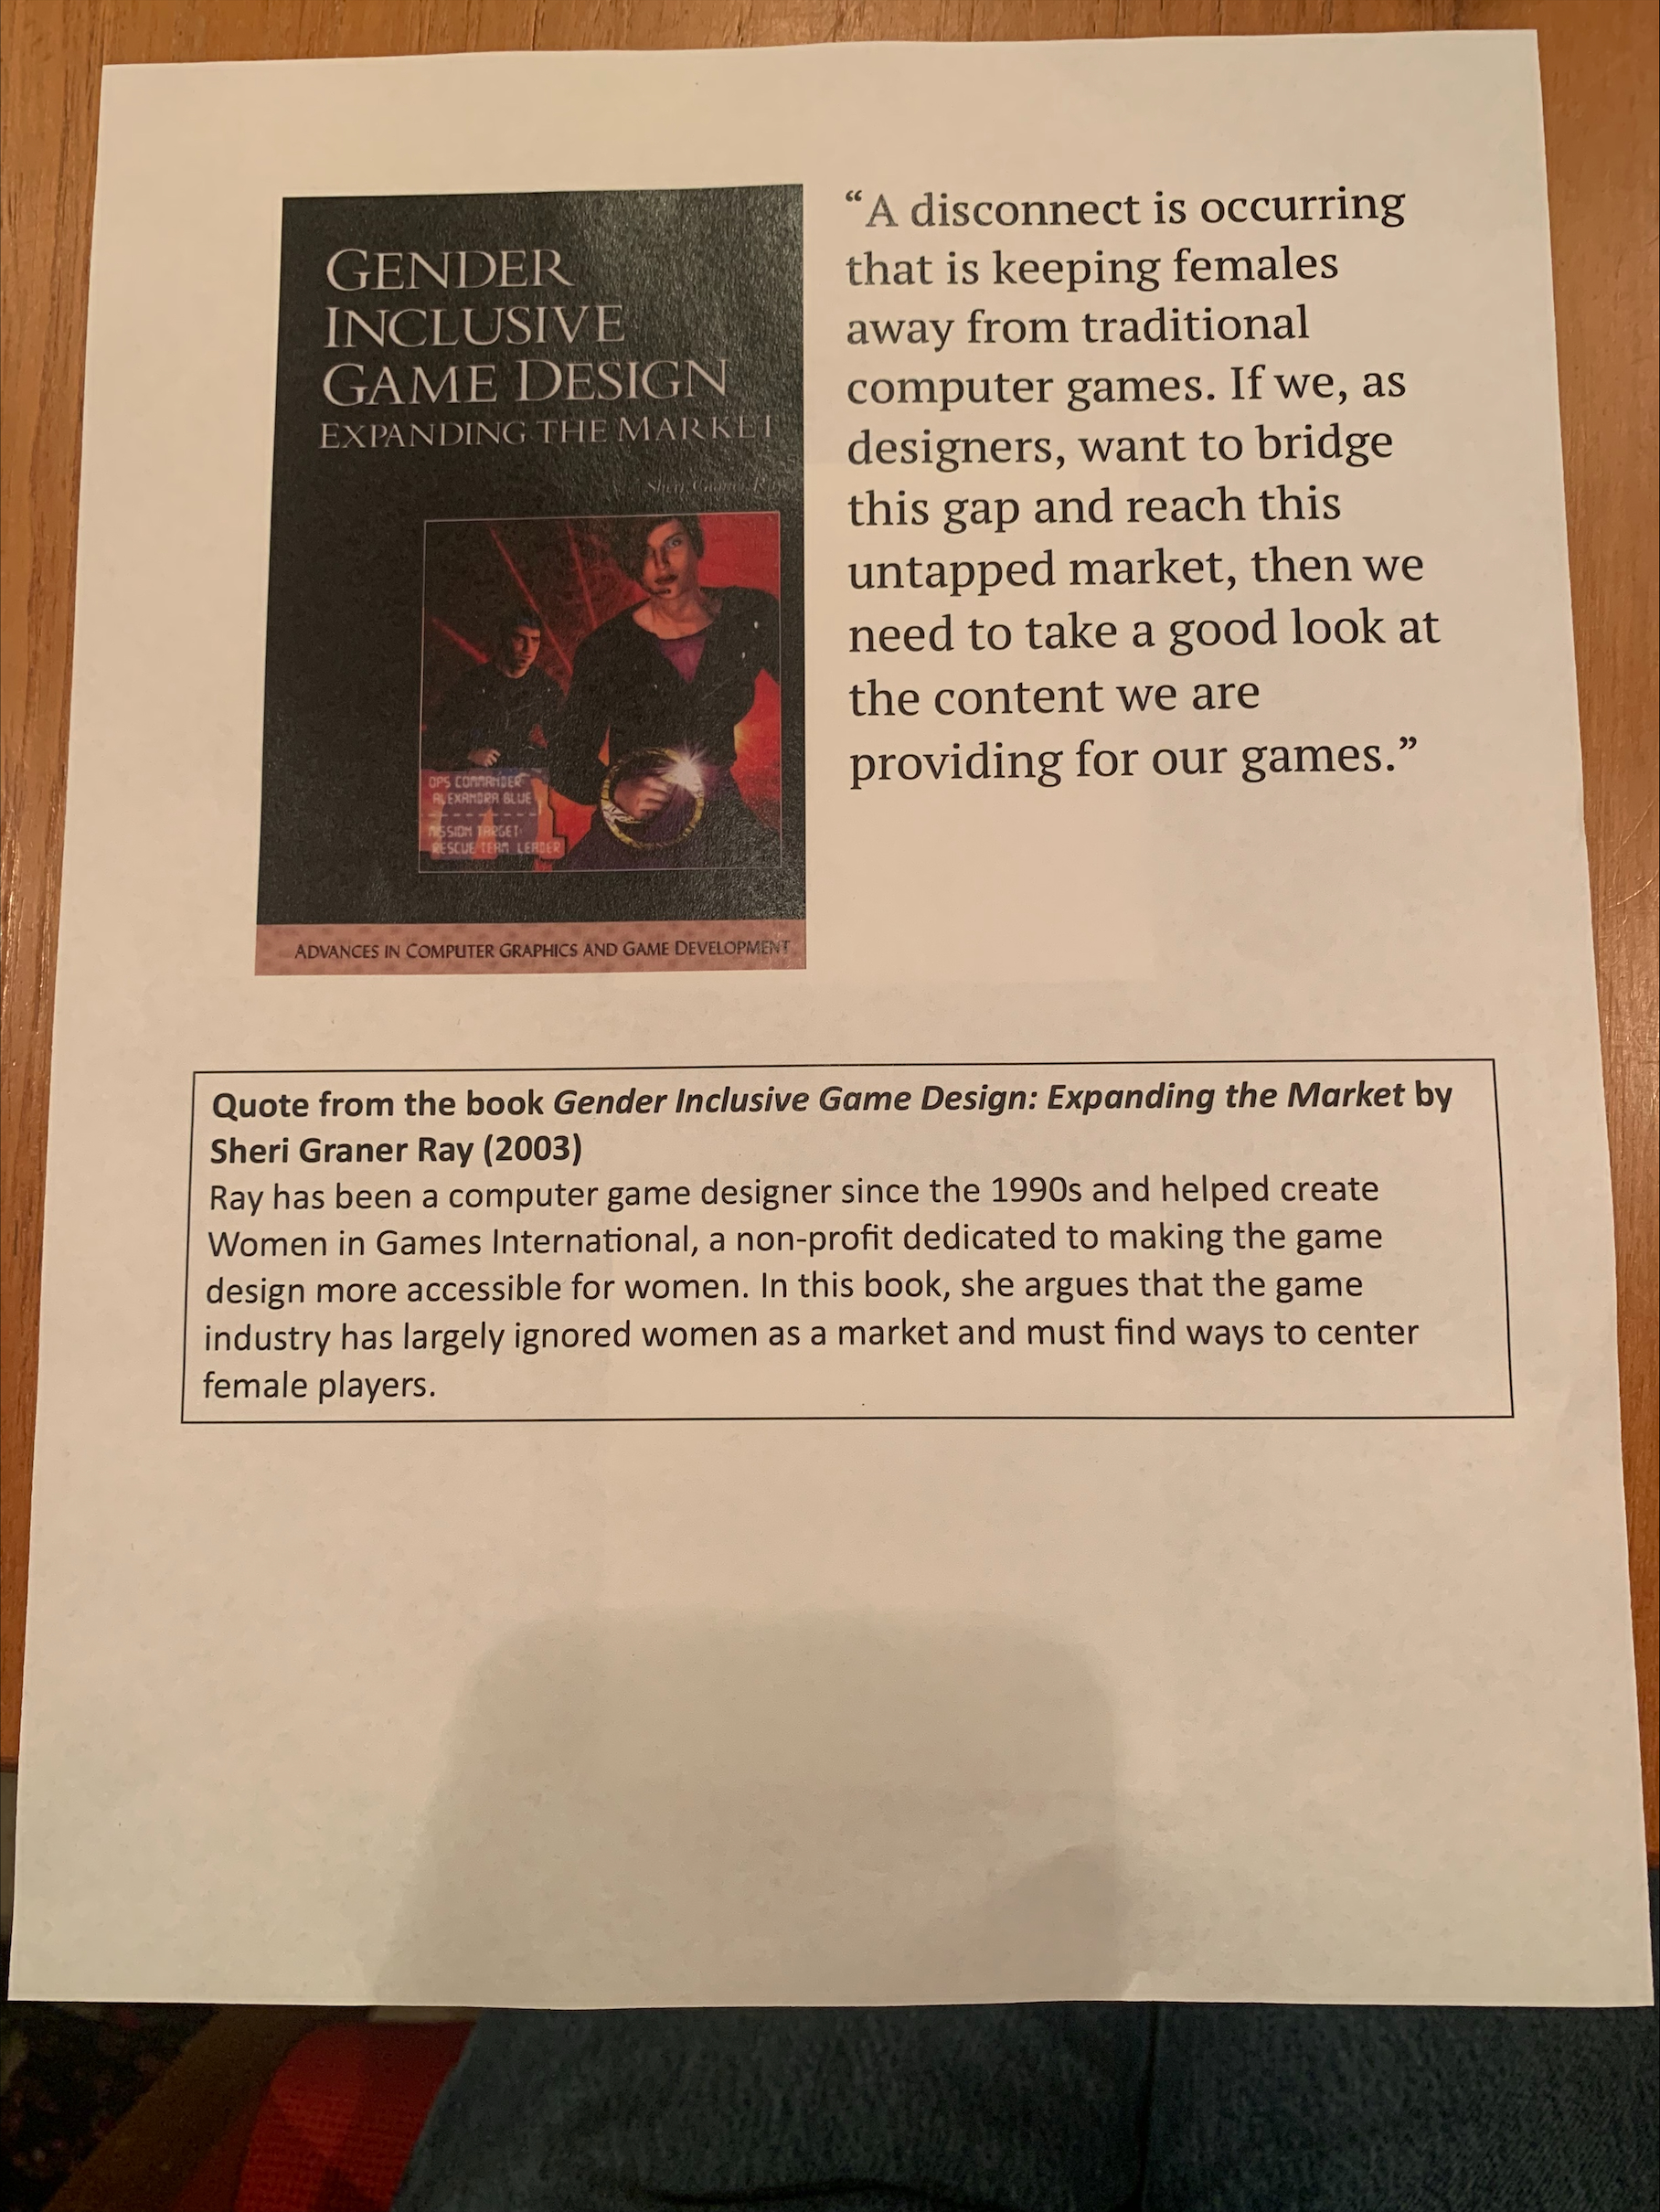 GENDER
INCLUSIVE
GAME DESIGN
EXPANDING THE MARKET
Sheri Graner Ray
OPS COMMANDER
ALEXANDRA BLUE
MISSION TARGET:
RESCUE TEAM LEADER
ADVANCES IN COMPUTER GRAPHICS AND GAME DEVELOPMENT
“A disconnect is occurring
that is keeping females
away from traditional
computer games. If we, as
designers, want to bridge
this gap and reach this
untapped market, then we
need to take a good look at
the content we are
providing for our games.”
Quote from the book Gender Inclusive Game Design: Expanding the Market by
Sheri Graner Ray (2003)
Ray has been a computer game designer since the 1990s and helped create
Women in Games International, a non-profit dedicated to making the game
design more accessible for women. In this book, she argues that the game
industry has largely ignored women as a market and must find ways to center
female players.